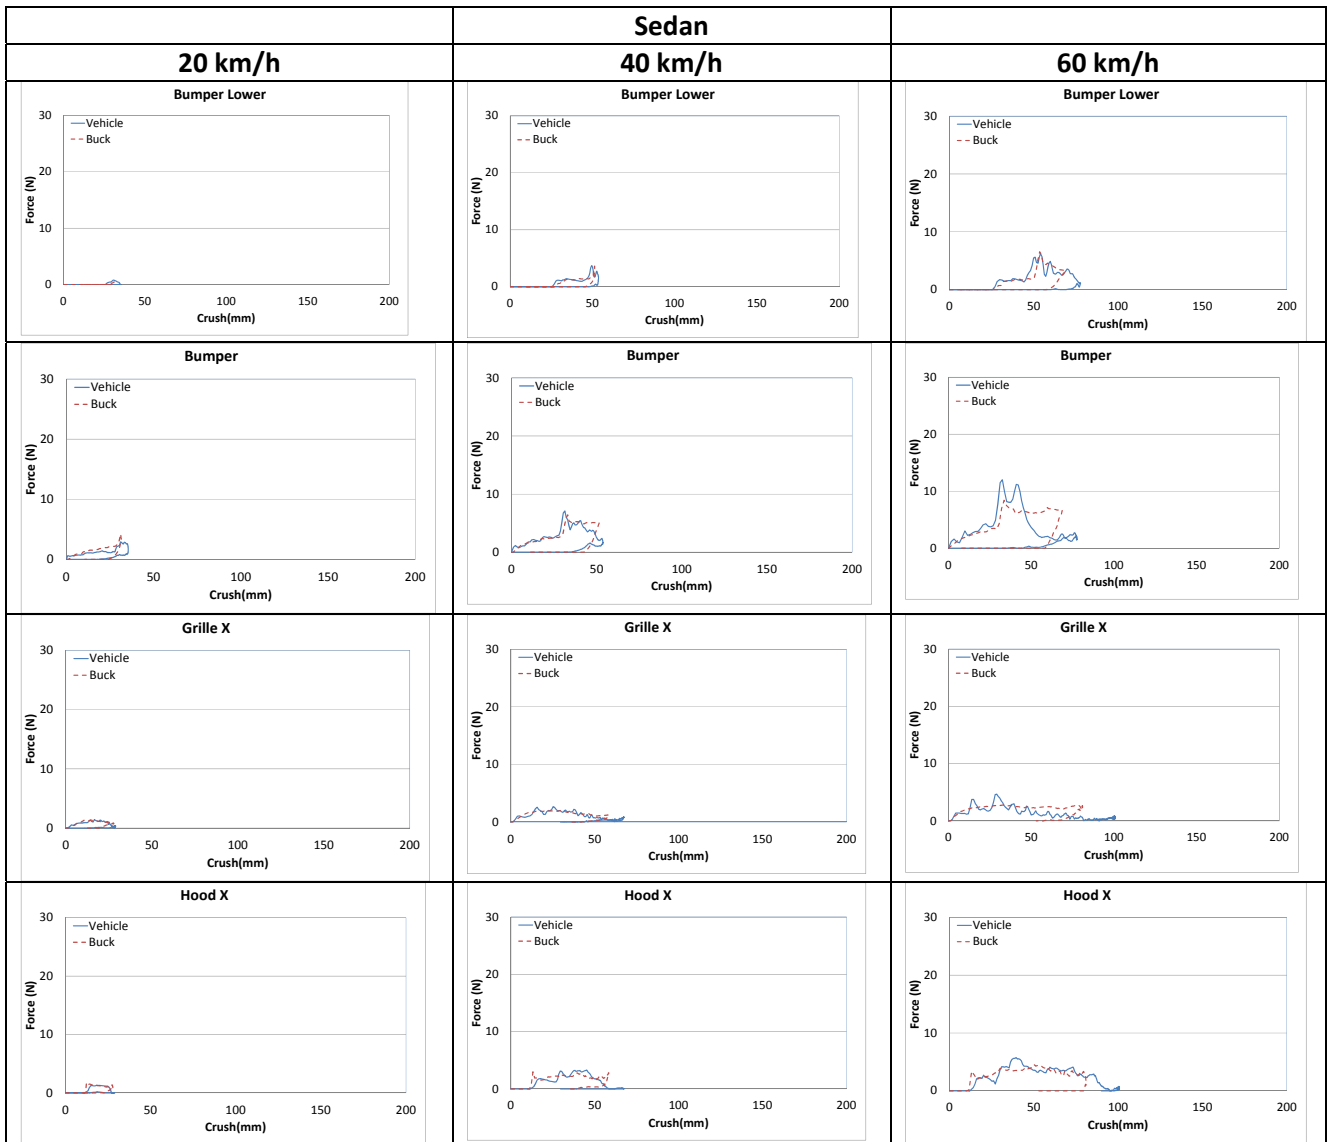 Sedan
20 km/h
40 km/h
60 km/h
Bumper Lower
30
20
10
0
Force (N)
Vehicle
Buck
0 50 100 150 200
Crush(mm)
Bumper Lower
30
20
10
0
Force (N)
Vehicle
Buck
0 50 100 150 200
Crush(mm)
Bumper Lower
30
20
10
0
Force (N)
Vehicle
Buck
0 50 100 150 200
Crush(mm)
Bumper
30
20
10
0
Force (N)
Vehicle
Buck
0 50 100 150 200
Crush(mm)
Bumper
30
20
10
0
Force (N)
Vehicle
Buck
0 50 100 150 200
Crush(mm)
Bumper
30
20
10
0
Force (N)
Vehicle
Buck
0 50 100 150 200
Crush(mm)
Grille X
30
20
10
0
Force (N)
Vehicle
Buck
0 50 100 150 200
Crush(mm)
Grille X
30
20
10
0
Force (N)
Vehicle
Buck
0 50 100 150 200
Crush(mm)
Grille X
30
20
10
0
Force (N)
Vehicle
Buck
0 50 100 150 200
Crush(mm)
Hood X
30
20
10
0
Force (N)
Vehicle
Buck
0 50 100 150 200
Crush(mm)
Hood X
30
20
10
0
Force (N)
Vehicle
Buck
0 50 100 150 200
Crush(mm)
Hood X
30
20
10
0
Force (N)
Vehicle
Buck
0 50 100 150 200
Crush(mm)